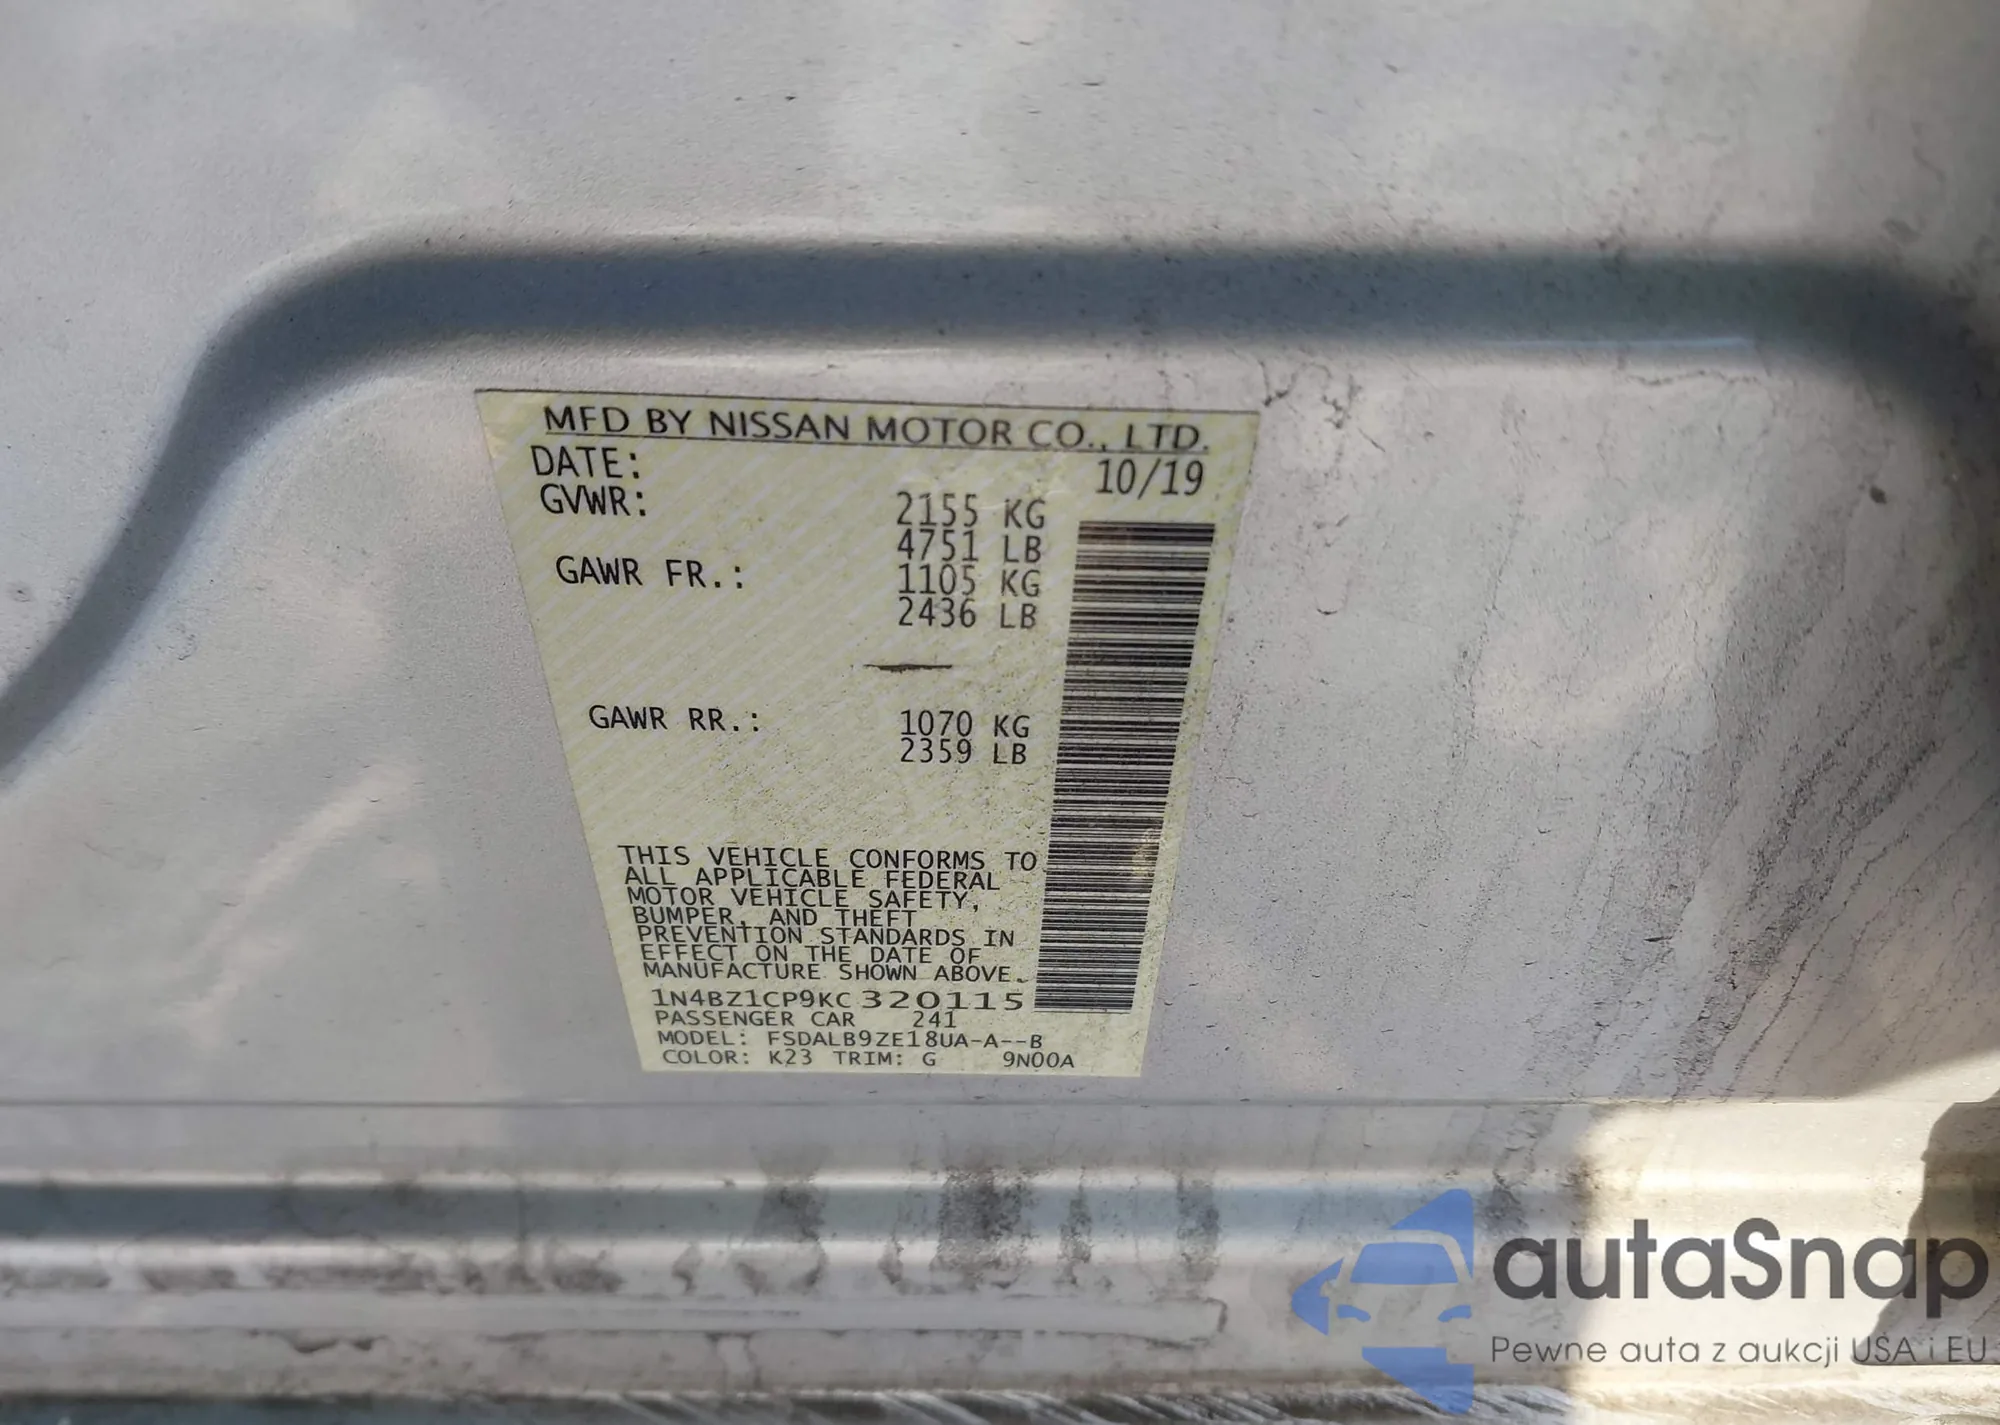 MFD BY NISSAN MOTOR CO., LTD.
DATE: 10/19
GVWR: 2155 KG
4751 LB
GAWR FR.: 1105 KG
2436 LB
GAWR RR.: 1070 KG
2359 LB
THIS VEHICLE CONFORMS TO
ALL APPLICABLE FEDERAL
MOTOR VEHICLE SAFETY,
BUMPER, AND THEFT
PREVENTION STANDARDS IN
EFFECT ON THE DATE OF
MANUFACTURE SHOWN ABOVE.
1N4BZ1CP9KC320115
PASSENGER CAR 241
MODEL: FSDALB9ZE18UA-A--B
COLOR: K23 TRIM: G 9N00A
autaSnap
Pewne auta z aukcji USA i EU